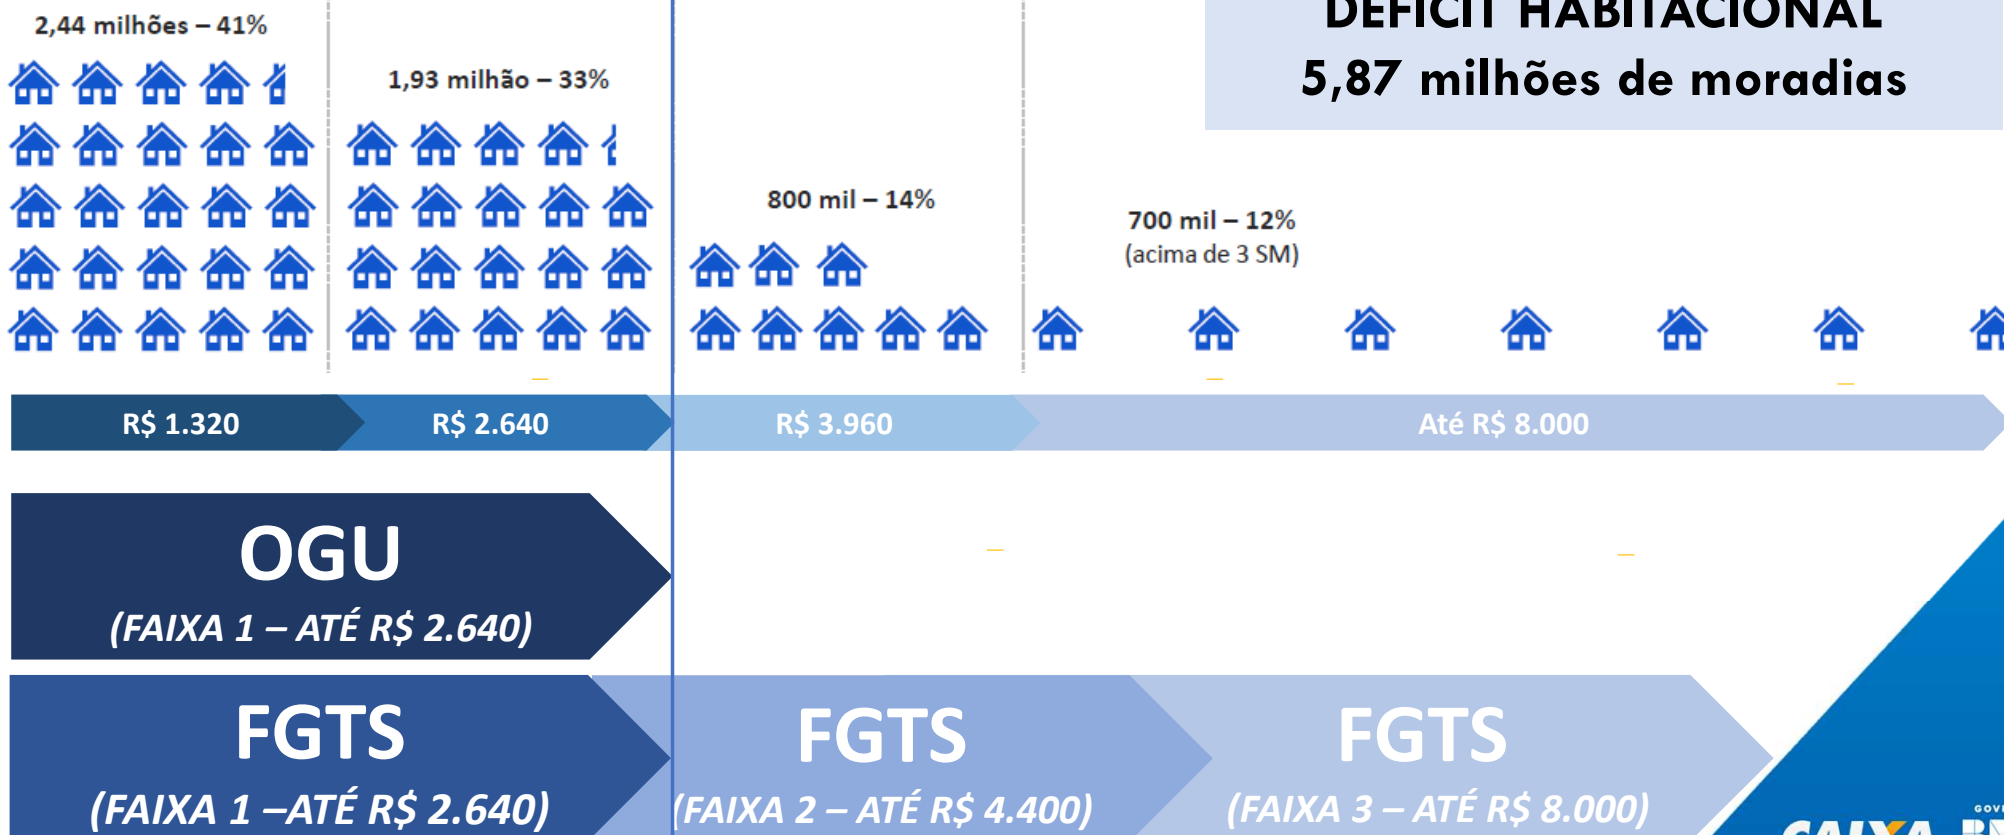 DÉFICIT HABITACIONAL
5,87 milhões de moradias
2,44 milhões – 41%
1,93 milhão – 33%
800 mil – 14%
700 mil – 12%
(acima de 3 SM)
R$ 1.320
R$ 2.640
R$ 3.960
Até R$ 8.000
OGU
(FAIXA 1 – ATÉ R$ 2.640)
FGTS
(FAIXA 1 –ATÉ R$ 2.640)
FGTS
(FAIXA 2 – ATÉ R$ 4.400)
FGTS
(FAIXA 3 – ATÉ R$ 8.000)
CAIXA